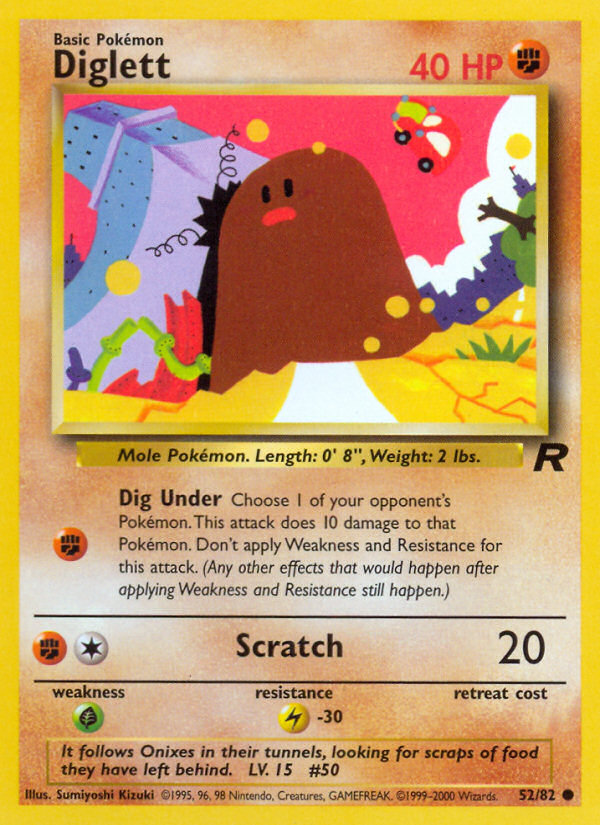 Basic Pokémon
Diglett
40 HP
Mole Pokémon. Length: 0' 8", Weight: 2 lbs.
R
Dig Under Choose 1 of your opponent's
Pokémon. This attack does 10 damage to that
Pokémon. Don't apply Weakness and Resistance for
this attack. (Any other effects that would happen after
applying Weakness and Resistance still happen.)
Scratch 20
weakness resistance retreat cost
-30
It follows Onixes in their tunnels, looking for scraps of food
they have left behind. LV. 15 #50
Illus. Sumiyoshi Kizuki ©1995, 96, 98 Nintendo, Creatures, GAMEFREAK. ©1999-2000 Wizards. 52/82